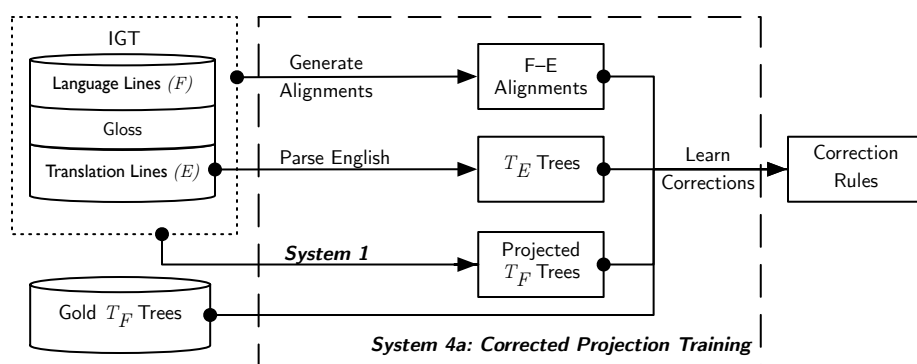 IGT
Language Lines (F)
Gloss
Translation Lines (E)
Generate
Alignments
F–E
Alignments
Parse English
T_E Trees
Learn
Corrections
Correction
Rules
System 1
Projected
T_F Trees
Gold T_F Trees
System 4a: Corrected Projection Training